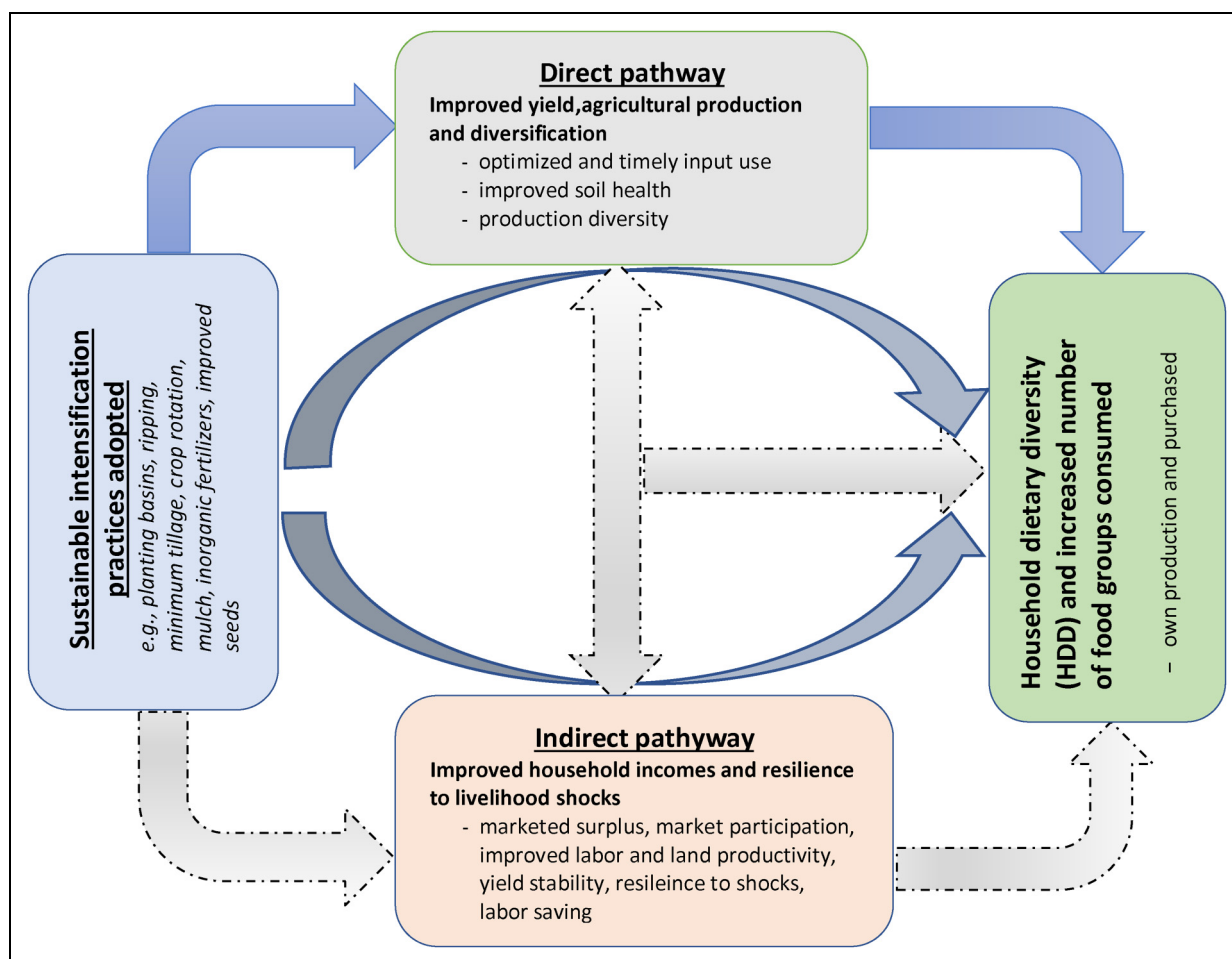 Direct pathway
Improved yield,agricultural production
and diversification
- optimized and timely input use
- improved soil health
- production diversity
Sustainable intensification
practices adopted
e.g., planting basins, ripping,
minimum tillage, crop rotation,
mulch, inorganic fertilizers, improved
seeds
Household dietary diversity
(HDD) and increased number
of food groups consumed
– own production and purchased
Indirect pathyway
Improved household incomes and resilience
to livelihood shocks
- marketed surplus, market participation,
improved labor and land productivity,
yield stability, resileince to shocks,
labor saving